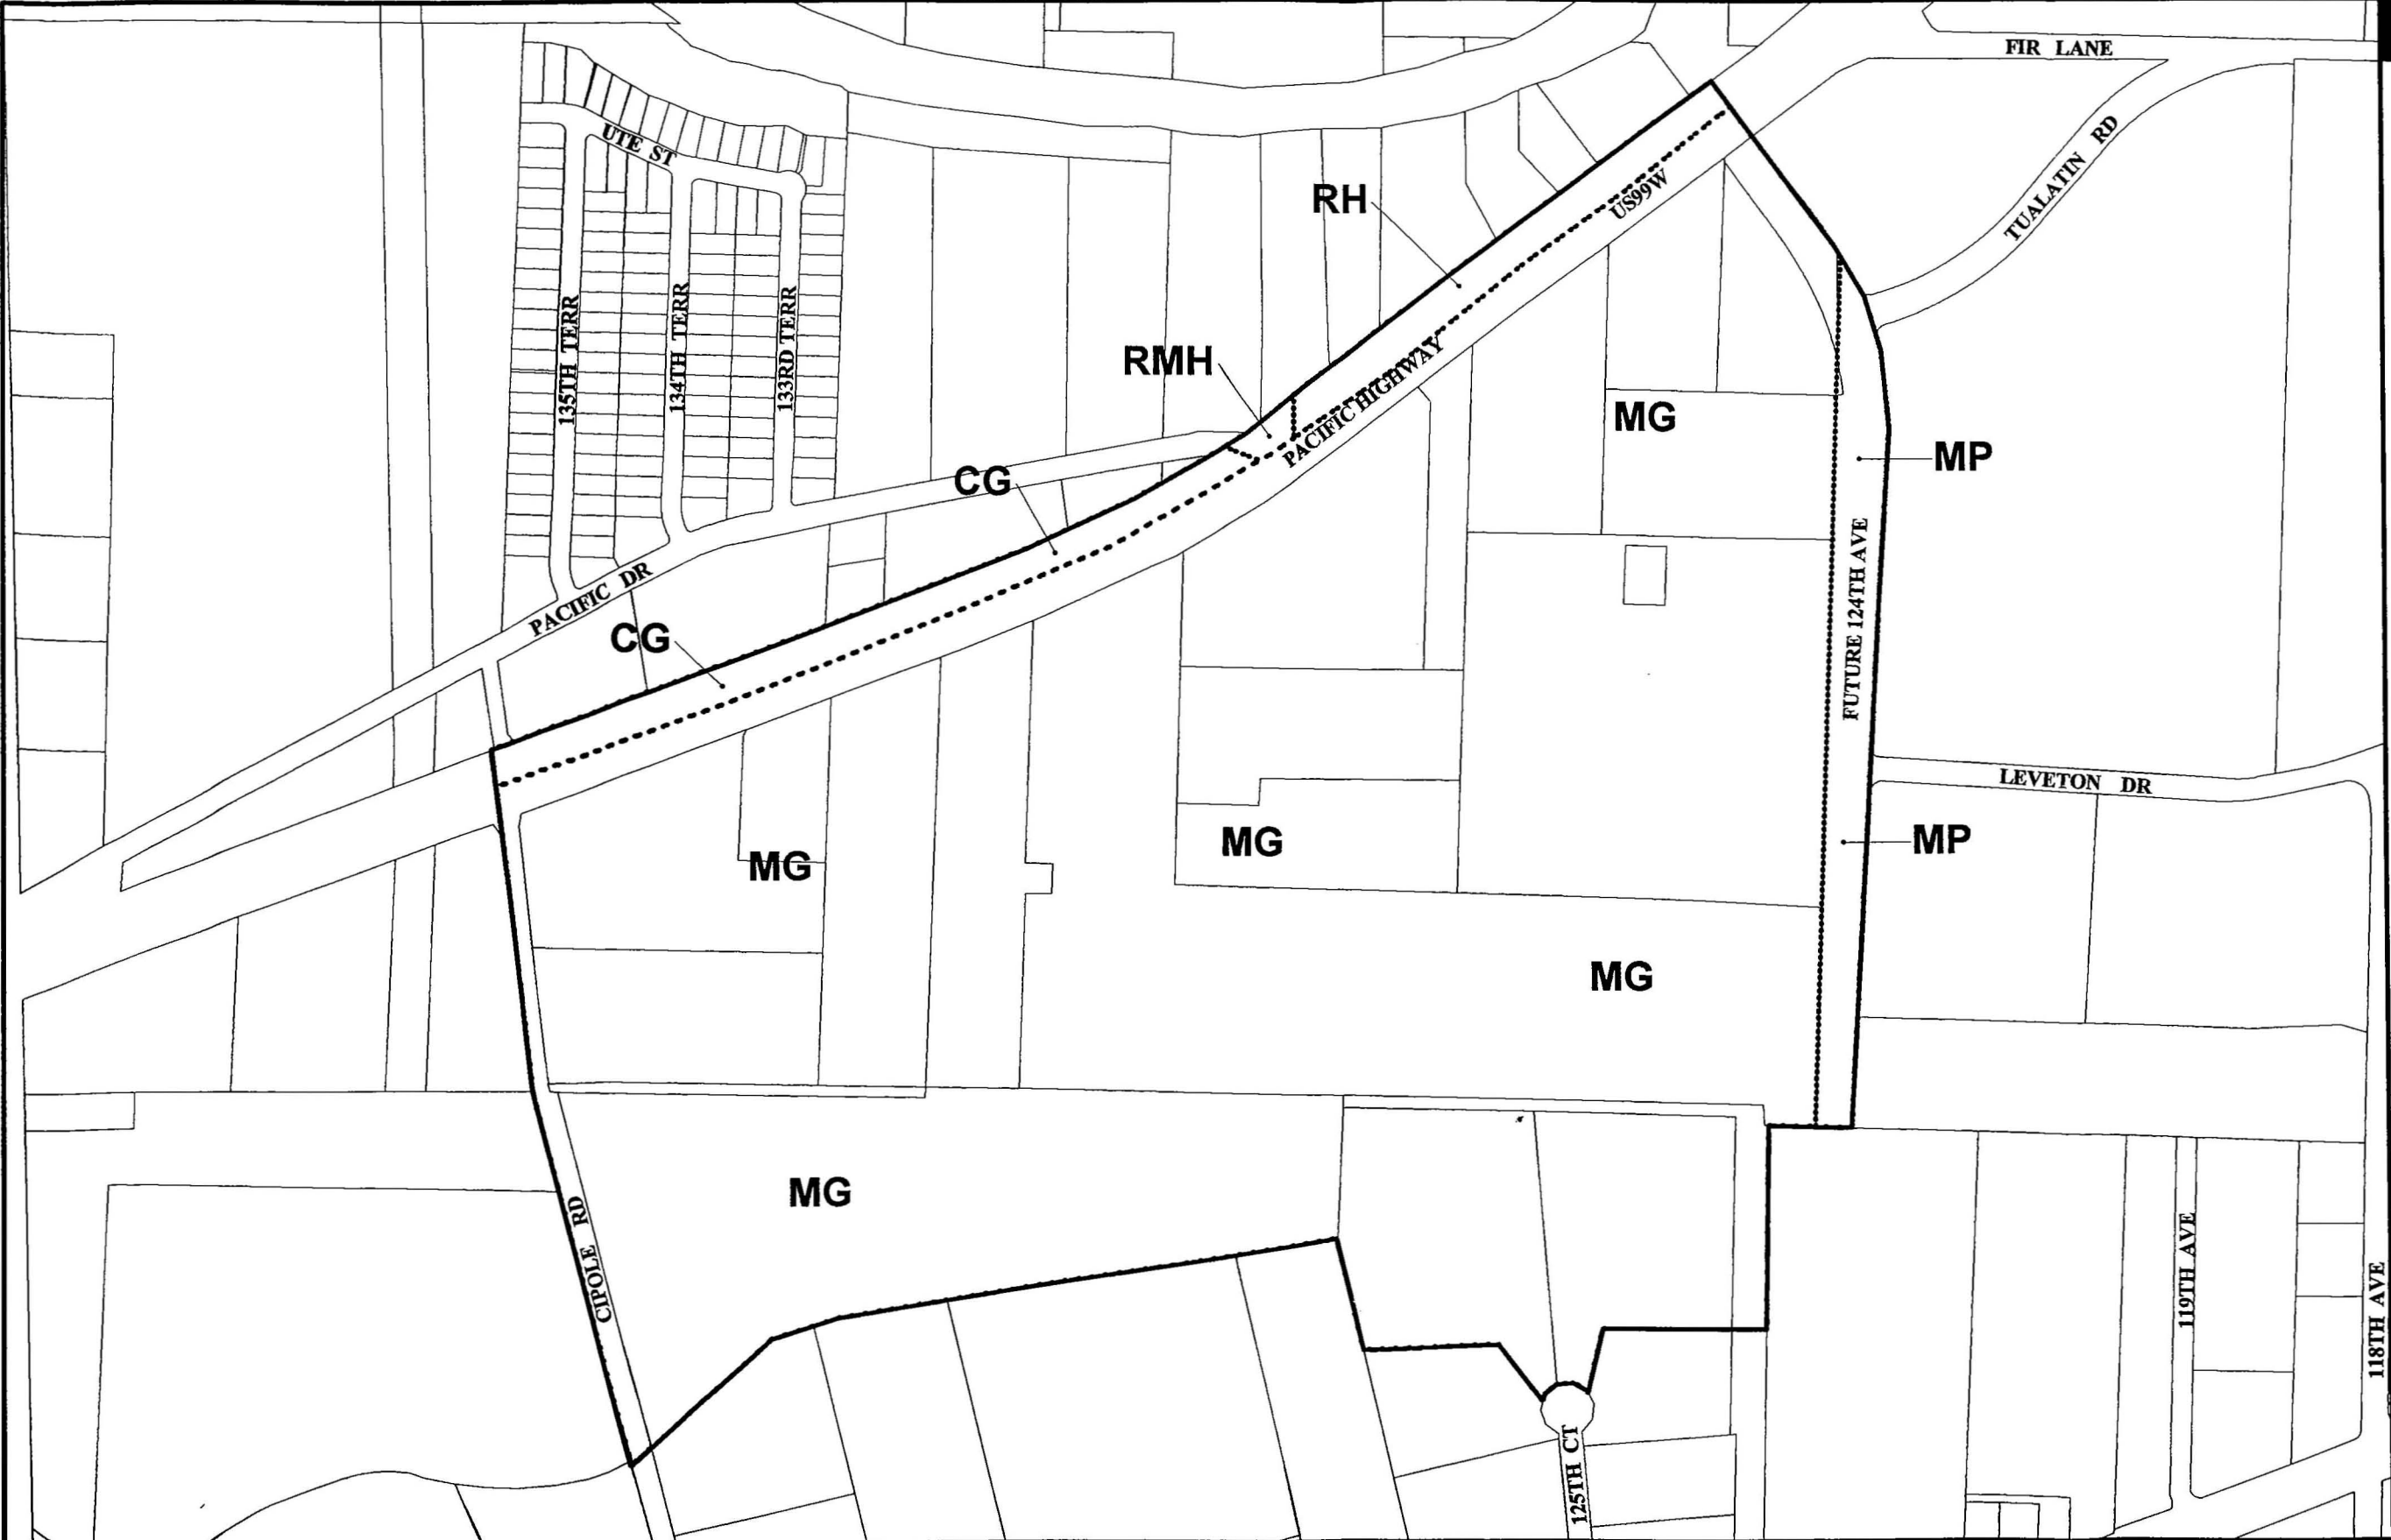 FIR LANE
TUALATIN RD
UTE ST
RH
US99W
135TH TERR
134TH TERR
133RD TERR
RMH
PACIFIC HIGHWAY
MG
MP
CG
FUTURE 124TH AVE
PACIFIC DR
CG
LEVETON DR
MG
MG
MP
MG
MG
CIPOLE RD
119TH AVE
118TH AVE
125TH CT